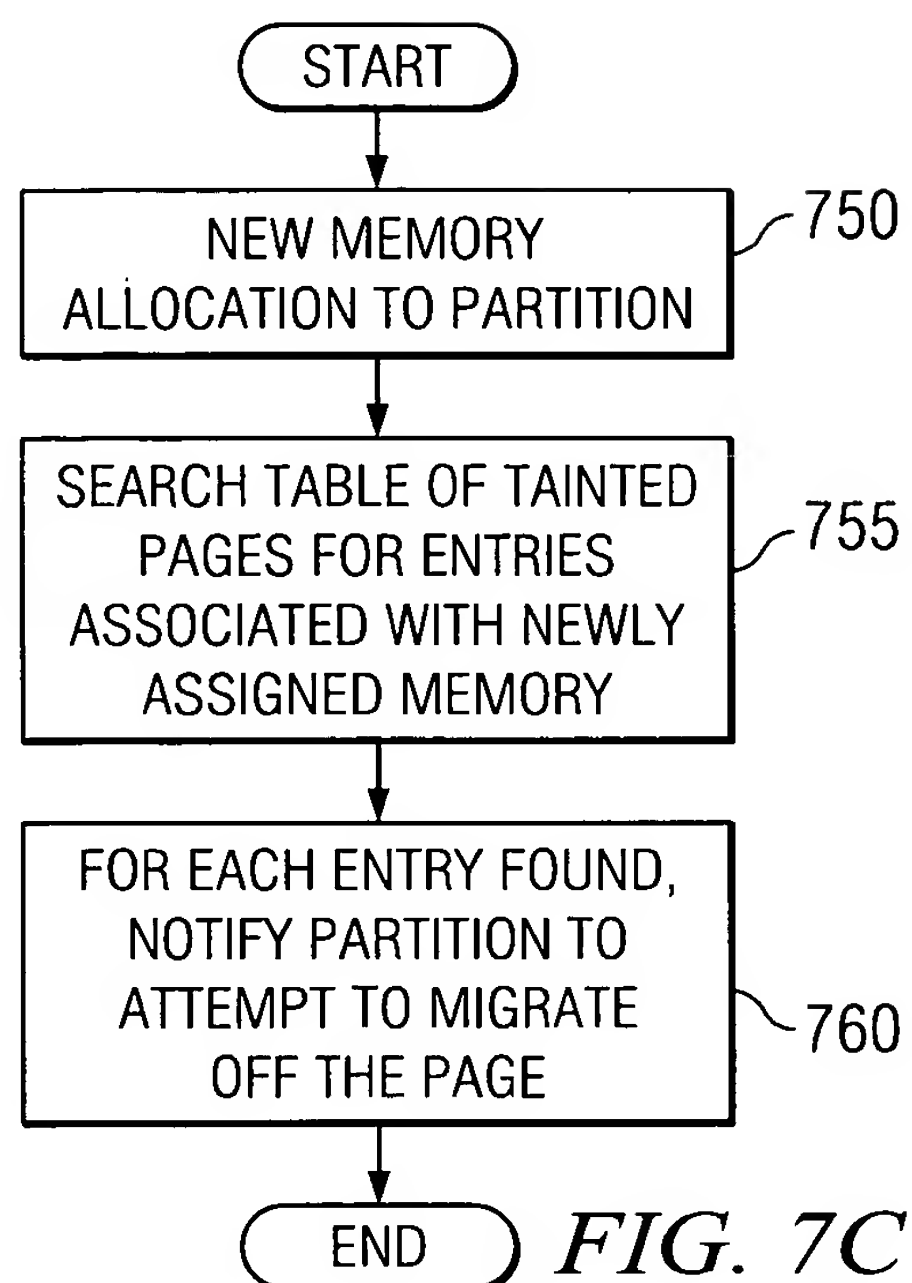 START
NEW MEMORY
ALLOCATION TO PARTITION
750
SEARCH TABLE OF TAINTED
PAGES FOR ENTRIES
ASSOCIATED WITH NEWLY
ASSIGNED MEMORY
755
FOR EACH ENTRY FOUND,
NOTIFY PARTITION TO
ATTEMPT TO MIGRATE
OFF THE PAGE
760
END
FIG. 7C